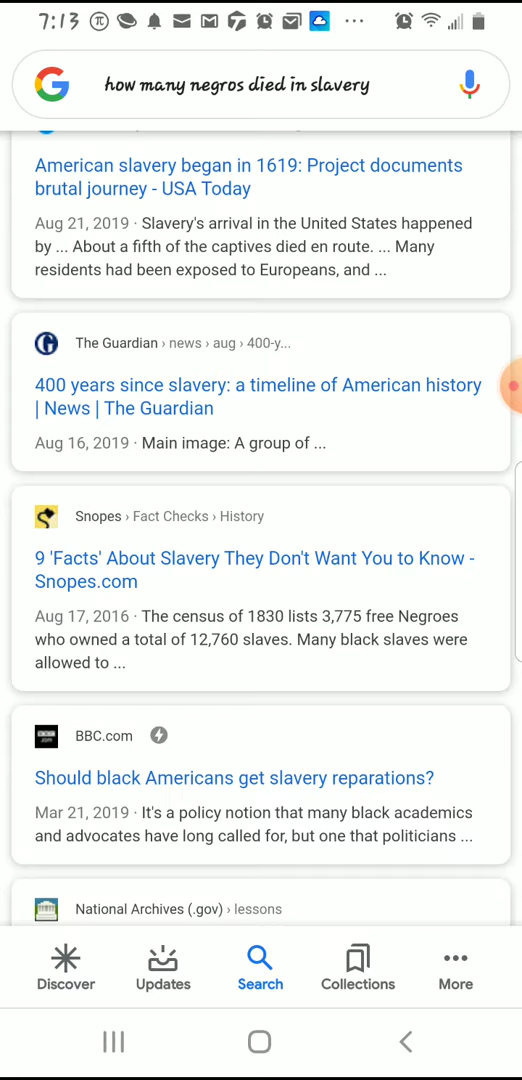 7:13
how many negros died in slavery
American slavery began in 1619: Project documents
brutal journey - USA Today
Aug 21, 2019 · Slavery's arrival in the United States happened
by ... About a fifth of the captives died en route. ... Many
residents had been exposed to Europeans, and ...
The Guardian › news › aug › 400-y...
400 years since slavery: a timeline of American history
| News | The Guardian
Aug 16, 2019 · Main image: A group of ...
Snopes › Fact Checks › History
9 'Facts' About Slavery They Don't Want You to Know -
Snopes.com
Aug 17, 2016 · The census of 1830 lists 3,775 free Negroes
who owned a total of 12,760 slaves. Many black slaves were
allowed to ...
BBC.com
Should black Americans get slavery reparations?
Mar 21, 2019 · It's a policy notion that many black academics
and advocates have long called for, but one that politicians ...
National Archives (.gov) › lessons
Discover Updates Search Collections More